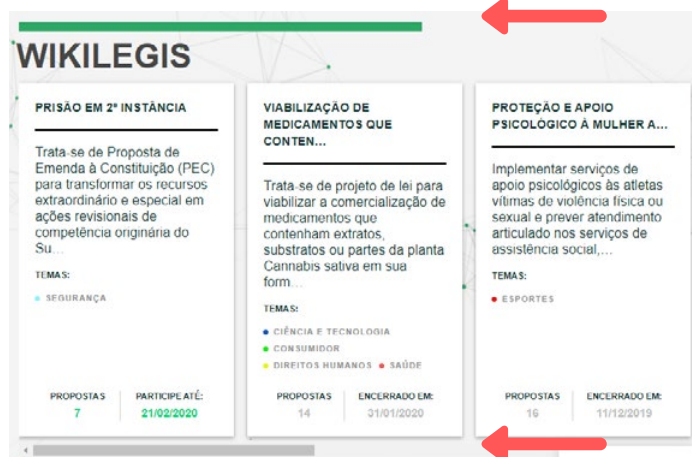 WIKILEGIS
PRISÃO EM 2ª INSTÂNCIA
Trata-se de Proposta de
Emenda à Constituição (PEC)
para transformar os recursos
extraordinário e especial em
ações revisionais de
competência originária do
Su...
TEMAS:
SEGURANÇA
PROPOSTAS
7
PARTICIPE ATÉ:
21/02/2020
VIABILIZAÇÃO DE
MEDICAMENTOS QUE
CONTEN...
Trata-se de projeto de lei para
viabilizar a comercialização de
medicamentos que
contenham extratos,
substratos ou partes da planta
Cannabis sativa em sua
form...
TEMAS:
CIÊNCIA E TECNOLOGIA
CONSUMIDOR
DIREITOS HUMANOS SAÚDE
PROPOSTAS
14
ENCERRADO EM:
31/01/2020
PROTEÇÃO E APOIO
PSICOLÓGICO À MULHER A...
Implementar serviços de
apoio psicológicos às atletas
vítimas de violência física ou
sexual e prever atendimento
articulado nos serviços de
assistência social,...
TEMAS:
ESPORTES
PROPOSTAS
16
ENCERRADO EM:
11/12/2019